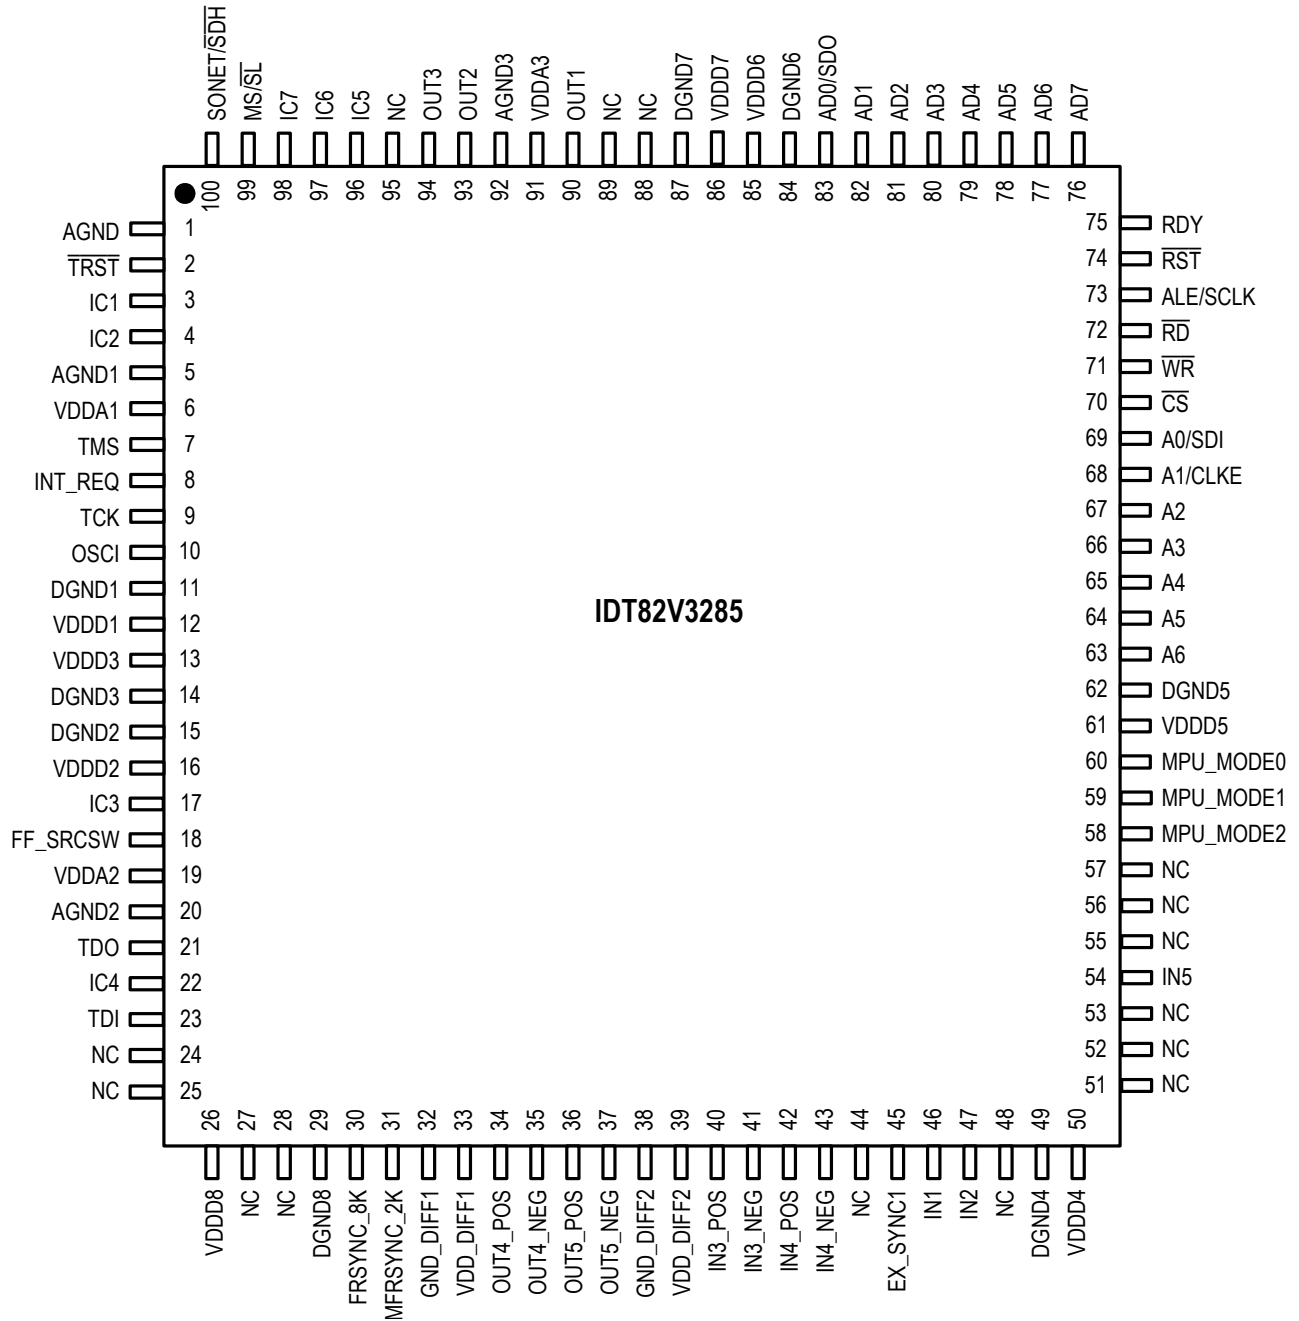 SONET/S̅D̅H̅
MS/S̅L̅
IC7
IC6
IC5
NC
OUT3
OUT2
AGND3
VDDA3
OUT1
NC
NC
DGND7
VDDD7
VDDD6
DGND6
AD0/SDO
AD1
AD2
AD3
AD4
AD5
AD6
AD7
100 99 98 97 96 95 94 93 92 91 90 89 88 87 86 85 84 83 82 81 80 79 78 77 76
AGND 1
T̅R̅S̅T̅ 2
IC1 3
IC2 4
AGND1 5
VDDA1 6
TMS 7
INT_REQ 8
TCK 9
OSCI 10
DGND1 11
VDDD1 12
VDDD3 13
DGND3 14
DGND2 15
VDDD2 16
IC3 17
FF_SRCSW 18
VDDA2 19
AGND2 20
TDO 21
IC4 22
TDI 23
NC 24
NC 25
IDT82V3285
75 RDY
74 R̅S̅T̅
73 ALE/SCLK
72 R̅D̅
71 W̅R̅
70 C̅S̅
69 A0/SDI
68 A1/CLKE
67 A2
66 A3
65 A4
64 A5
63 A6
62 DGND5
61 VDDD5
60 MPU_MODE0
59 MPU_MODE1
58 MPU_MODE2
57 NC
56 NC
55 NC
54 IN5
53 NC
52 NC
51 NC
26 27 28 29 30 31 32 33 34 35 36 37 38 39 40 41 42 43 44 45 46 47 48 49 50
VDDD8
NC
NC
DGND8
FRSYNC_8K
MFRSYNC_2K
GND_DIFF1
VDD_DIFF1
OUT4_POS
OUT4_NEG
OUT5_POS
OUT5_NEG
GND_DIFF2
VDD_DIFF2
IN3_POS
IN3_NEG
IN4_POS
IN4_NEG
NC
EX_SYNC1
IN1
IN2
NC
DGND4
VDDD4